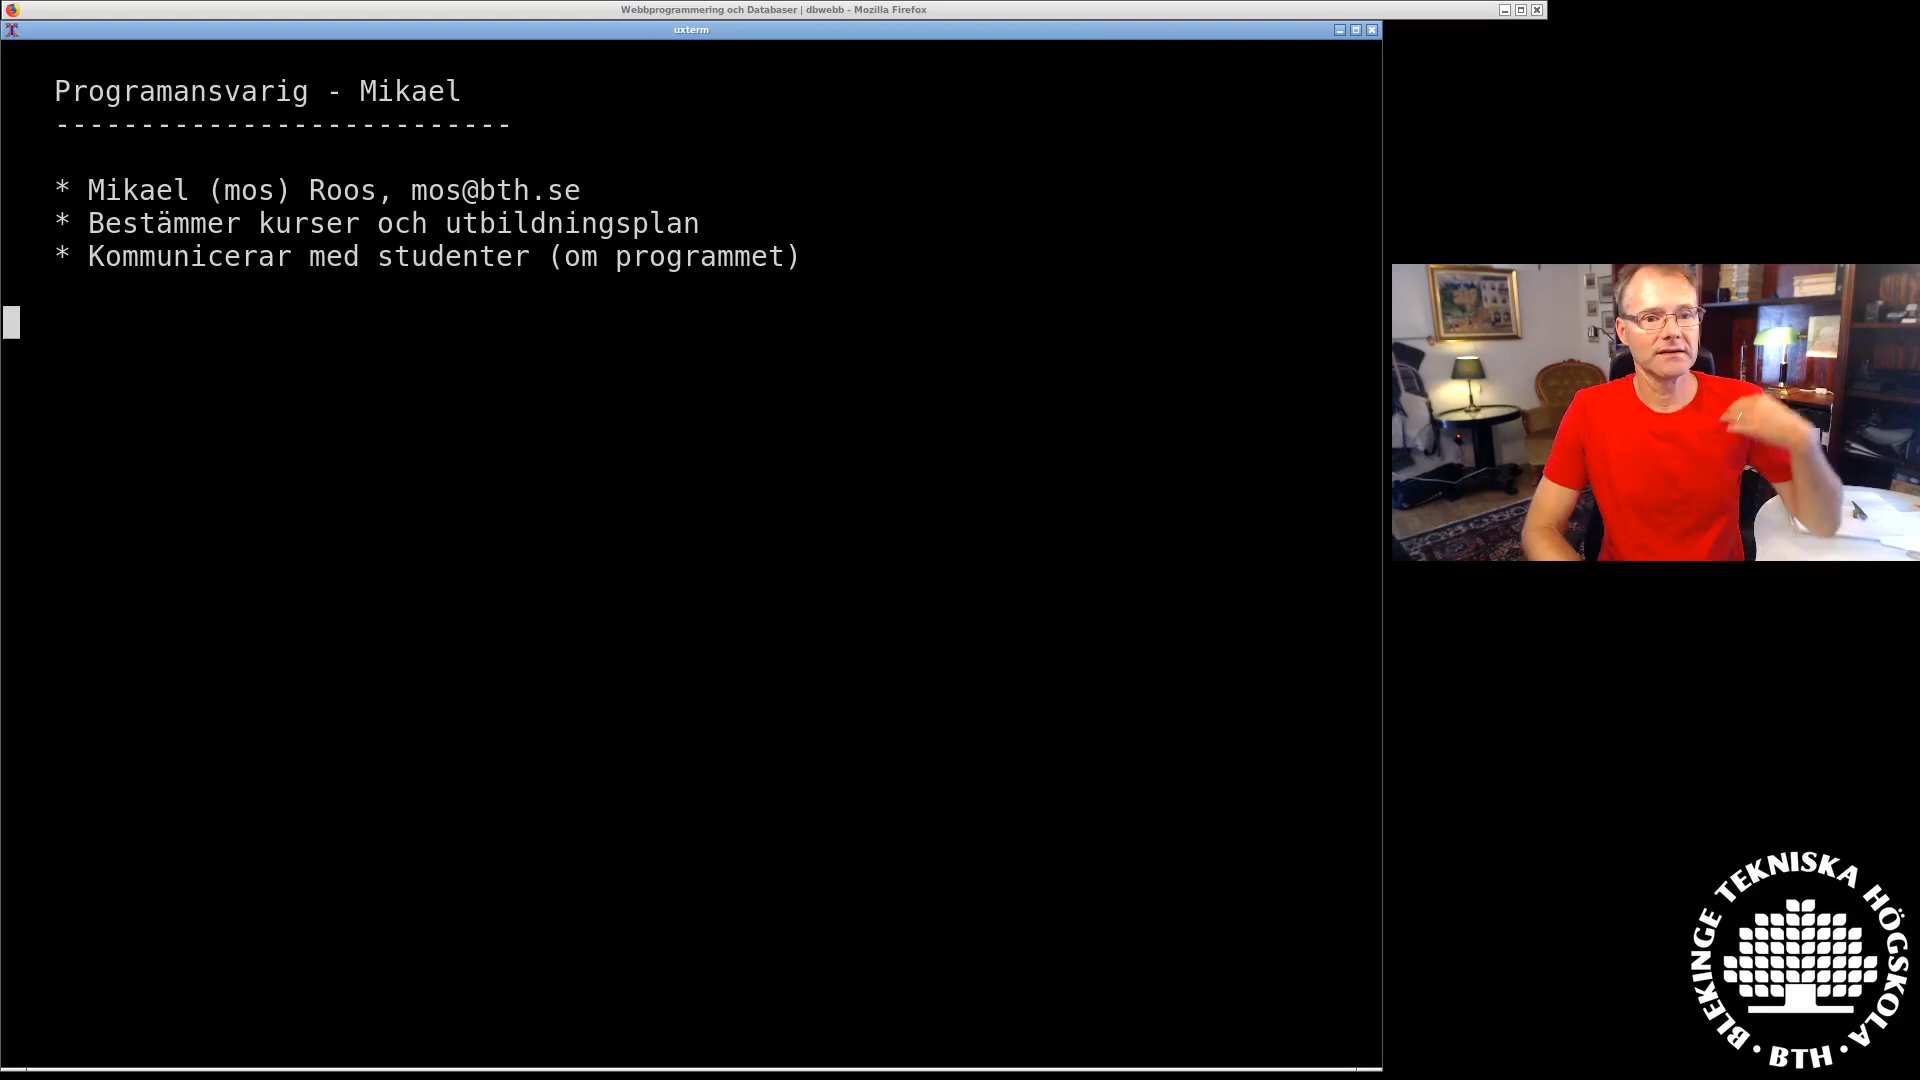 Webbprogrammering och Databaser | dbwebb - Mozilla Firefox
uxterm
Programansvarig - Mikael
---------------------------
* Mikael (mos) Roos, mos@bth.se
* Bestämmer kurser och utbildningsplan
* Kommunicerar med studenter (om programmet)
BLEKINGE TEKNISKA HÖGSKOLA
· BTH ·